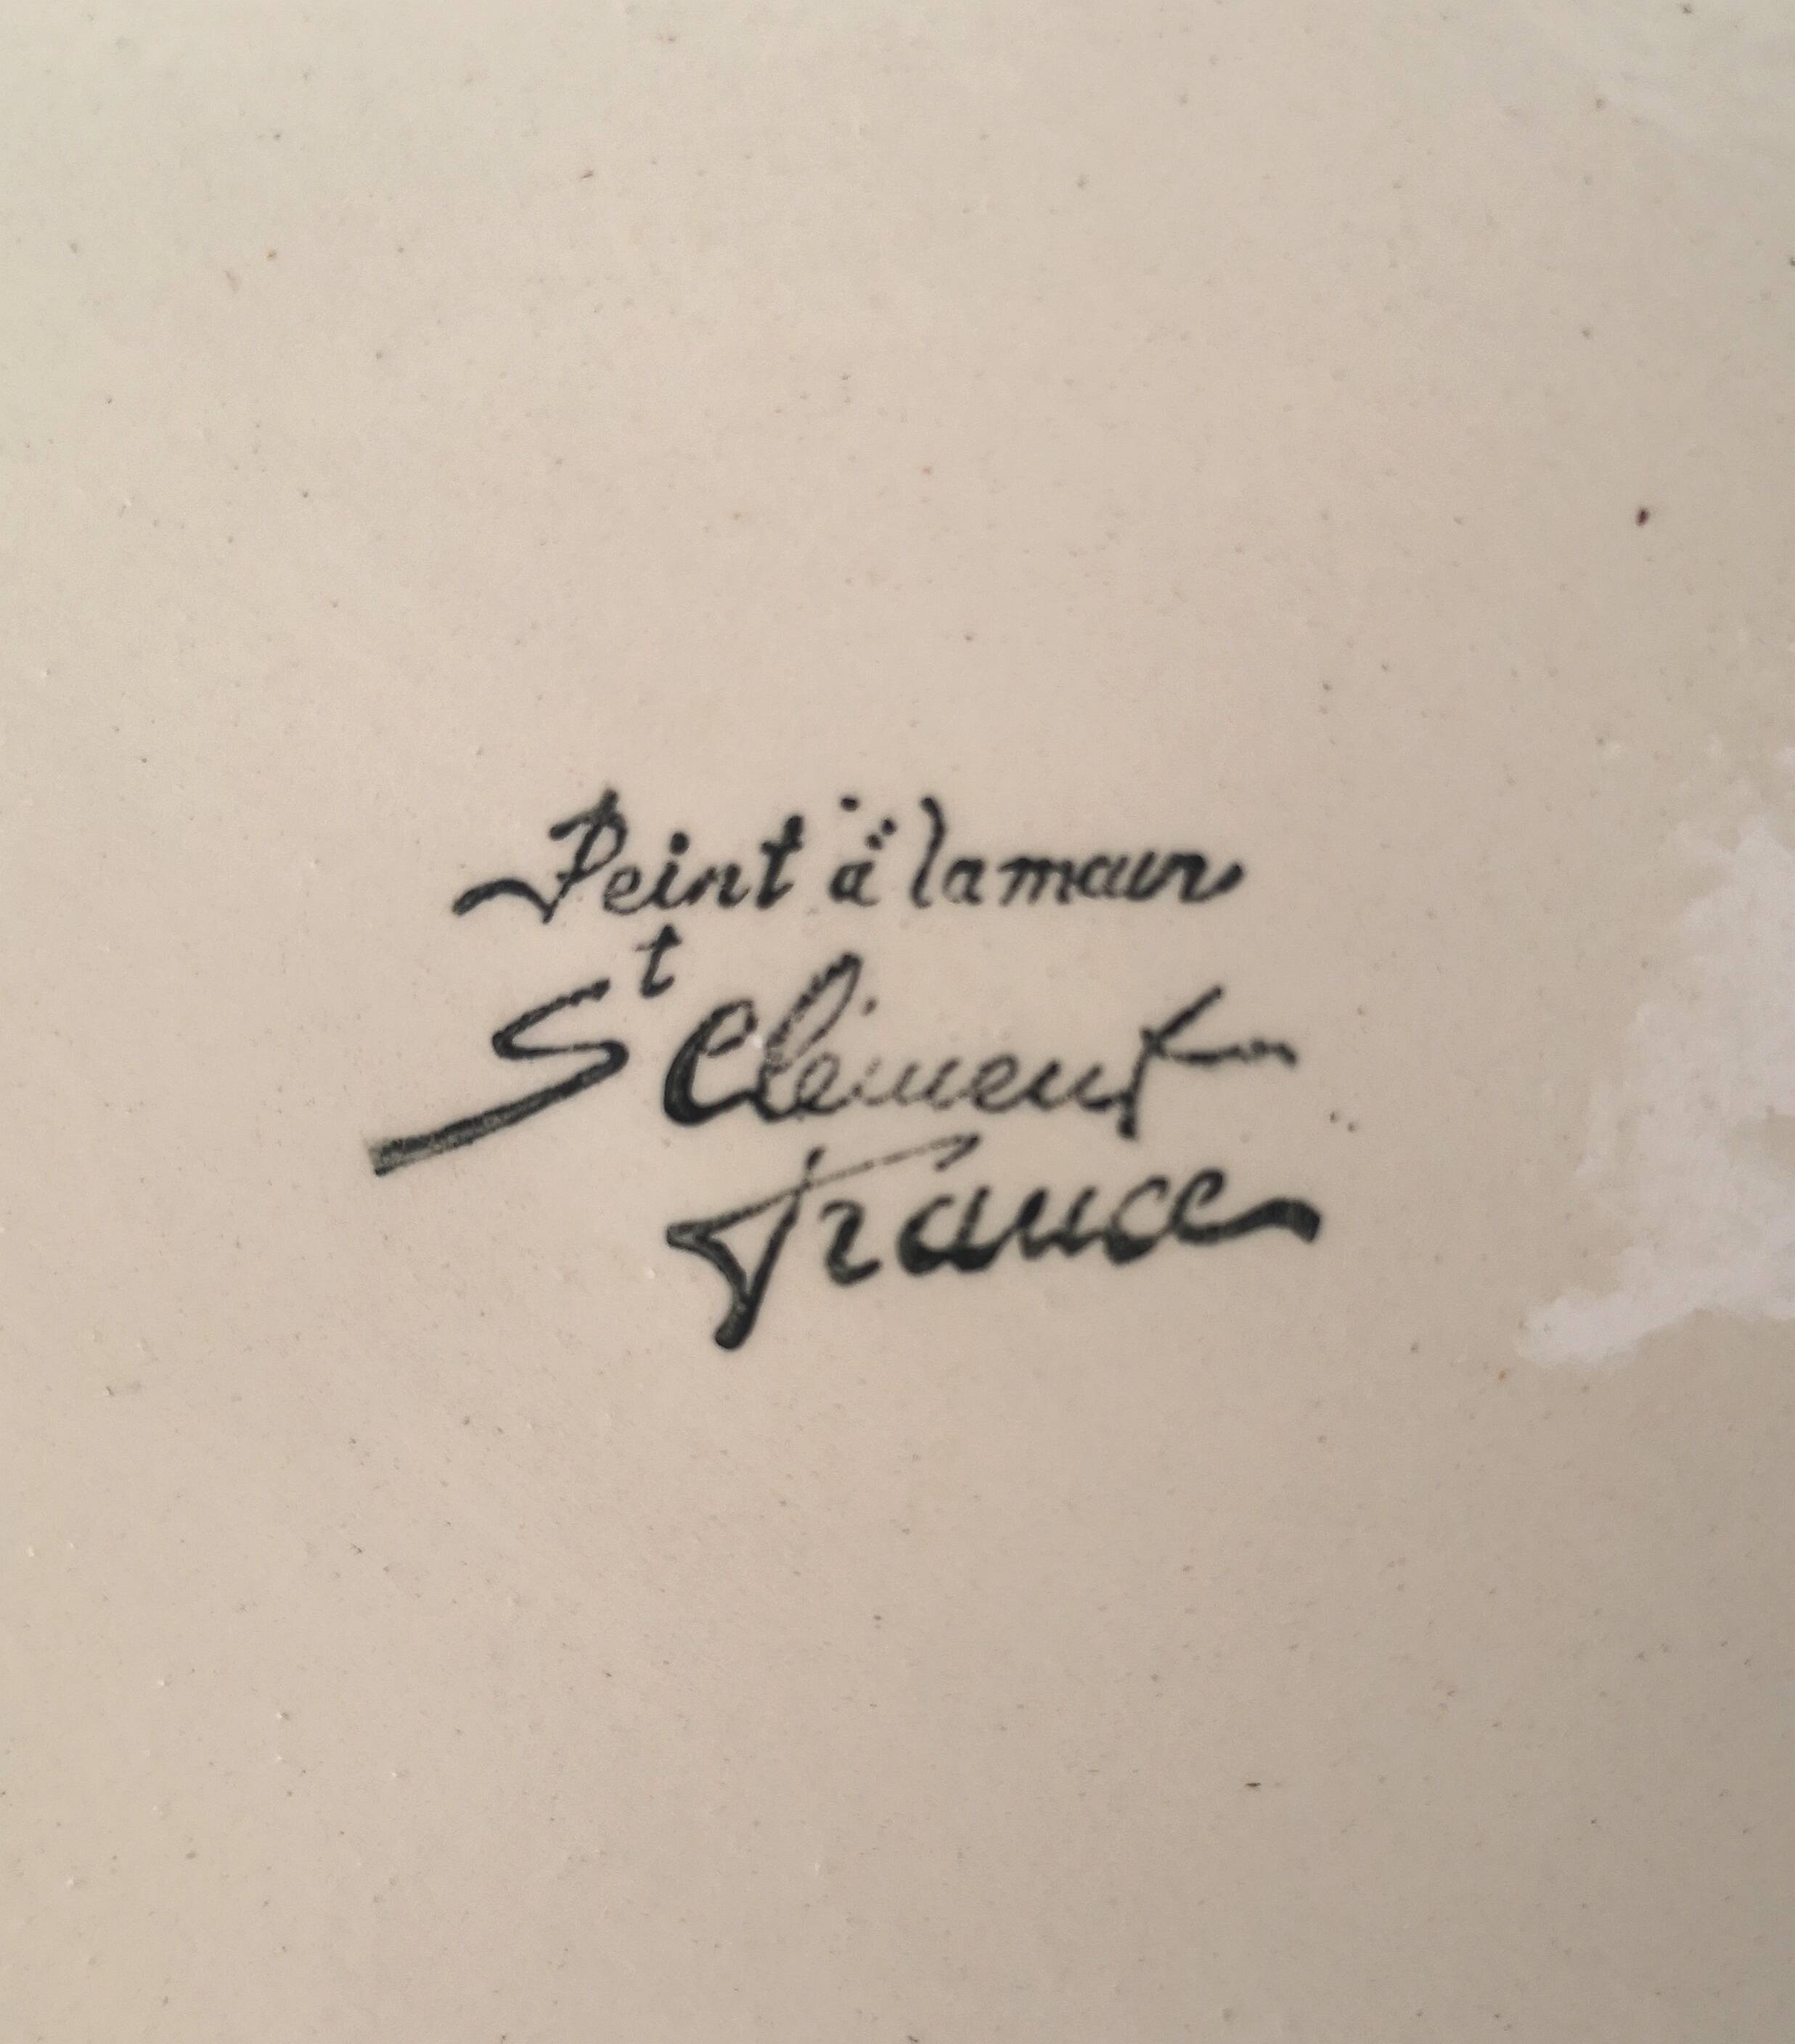 Peint à la main
St Clément
France